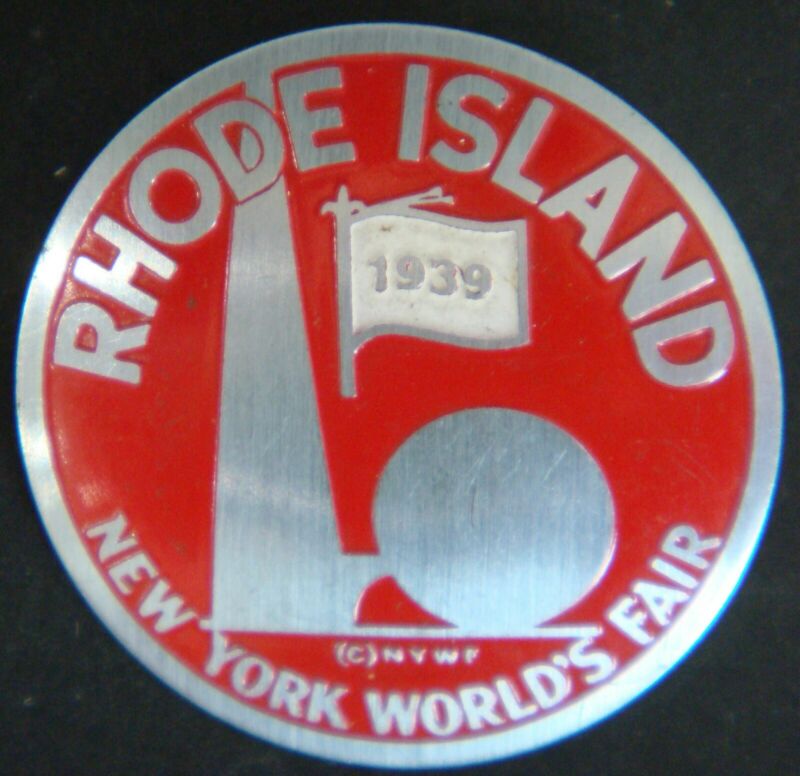 RHODE ISLAND
1939
(C) NYWF
NEW YORK WORLD'S FAIR